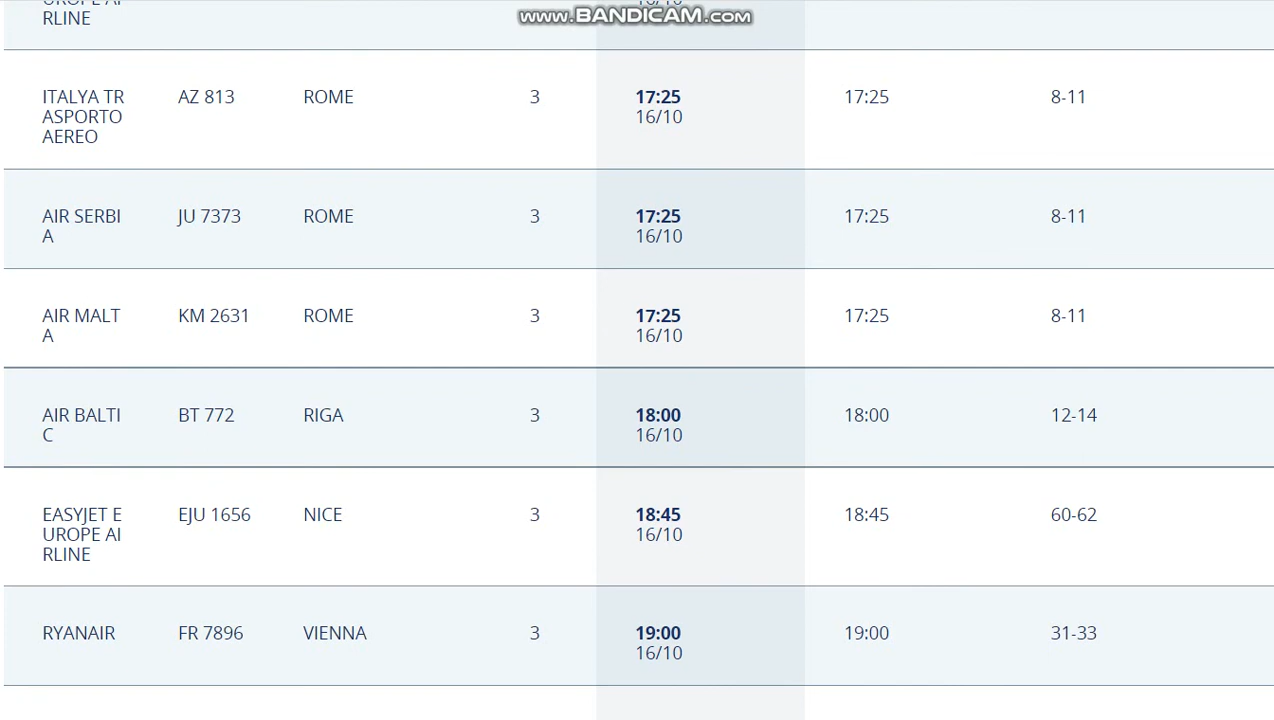 RLINE
www.BANDICAM.com
ITALYA TR
ASPORTO
AEREO
AZ 813
ROME
3
17:25
16/10
17:25
8-11
AIR SERBI
A
JU 7373
ROME
3
17:25
16/10
17:25
8-11
AIR MALT
A
KM 2631
ROME
3
17:25
16/10
17:25
8-11
AIR BALTI
C
BT 772
RIGA
3
18:00
16/10
18:00
12-14
EASYJET E
UROPE AI
RLINE
EJU 1656
NICE
3
18:45
16/10
18:45
60-62
RYANAIR
FR 7896
VIENNA
3
19:00
16/10
19:00
31-33